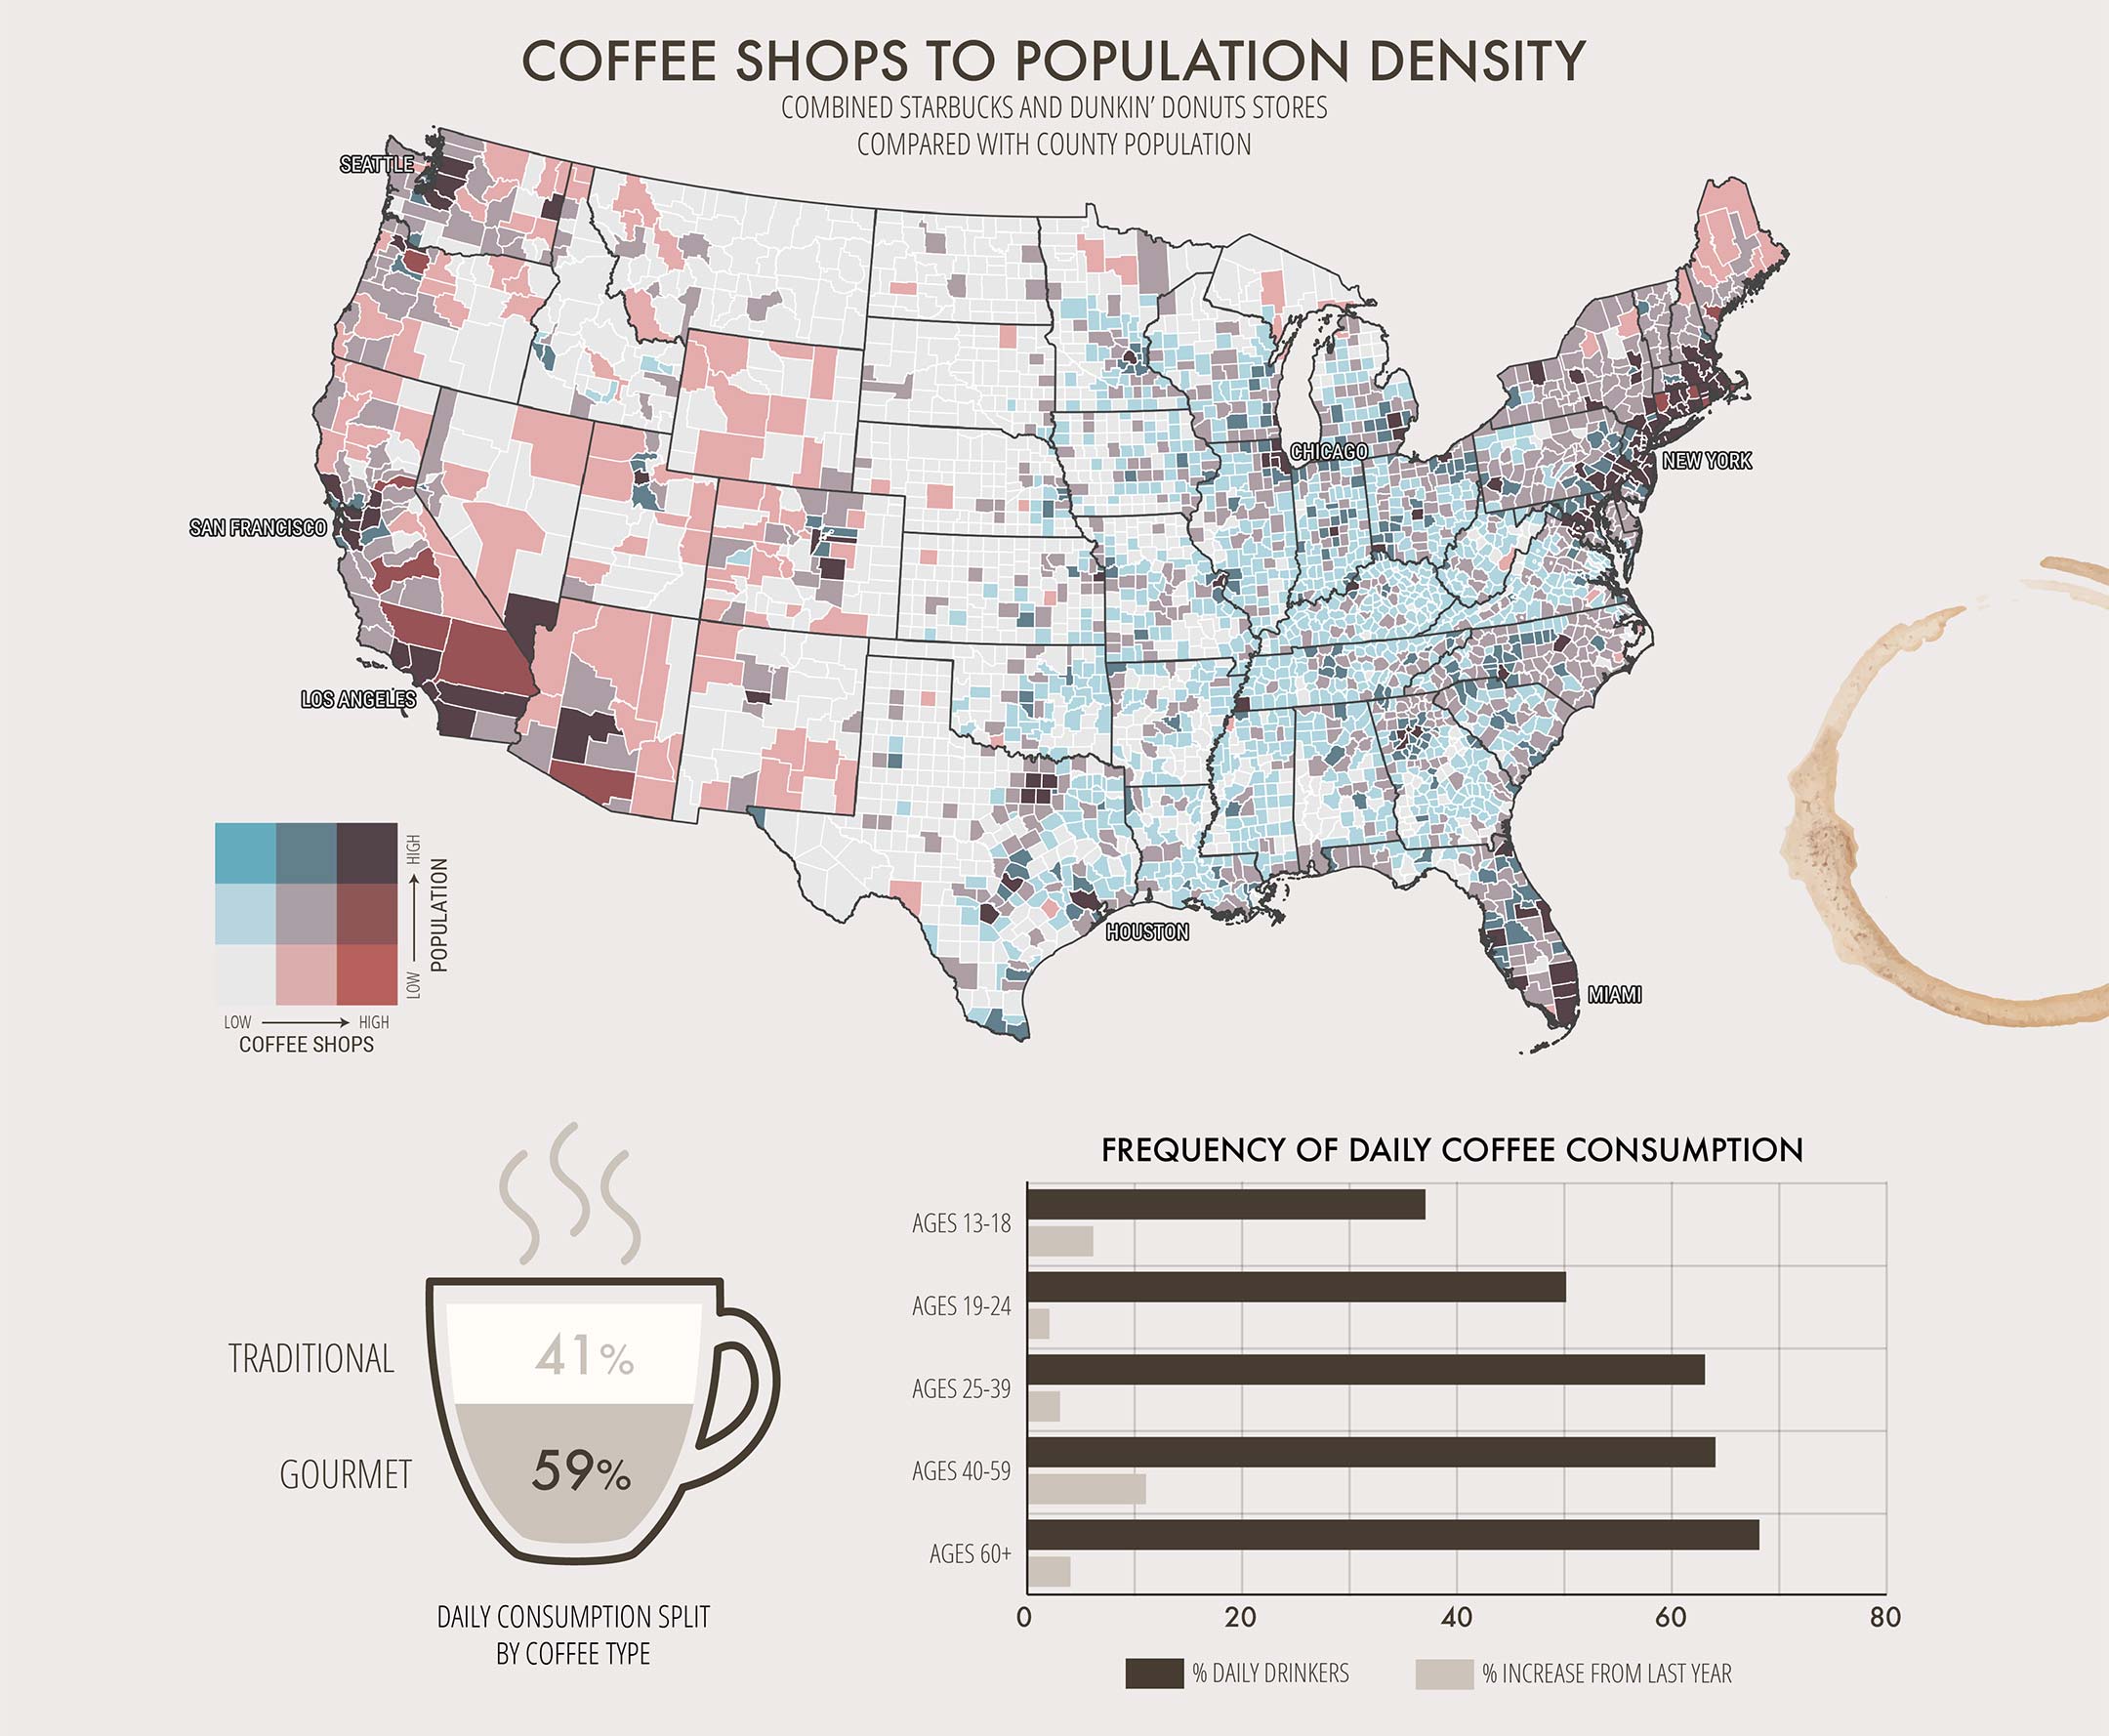 COFFEE SHOPS TO POPULATION DENSITY
COMBINED STARBUCKS AND DUNKIN’ DONUTS STORES
COMPARED WITH COUNTY POPULATION
SEATTLE
CHICAGO
NEW YORK
SAN FRANCISCO
LOS ANGELES
HOUSTON
MIAMI
LOW HIGH
POPULATION
LOW HIGH
COFFEE SHOPS
TRADITIONAL 41%
GOURMET 59%
DAILY CONSUMPTION SPLIT
BY COFFEE TYPE
FREQUENCY OF DAILY COFFEE CONSUMPTION
AGES 13-18
AGES 19-24
AGES 25-39
AGES 40-59
AGES 60+
0 20 40 60 80
% DAILY DRINKERS % INCREASE FROM LAST YEAR